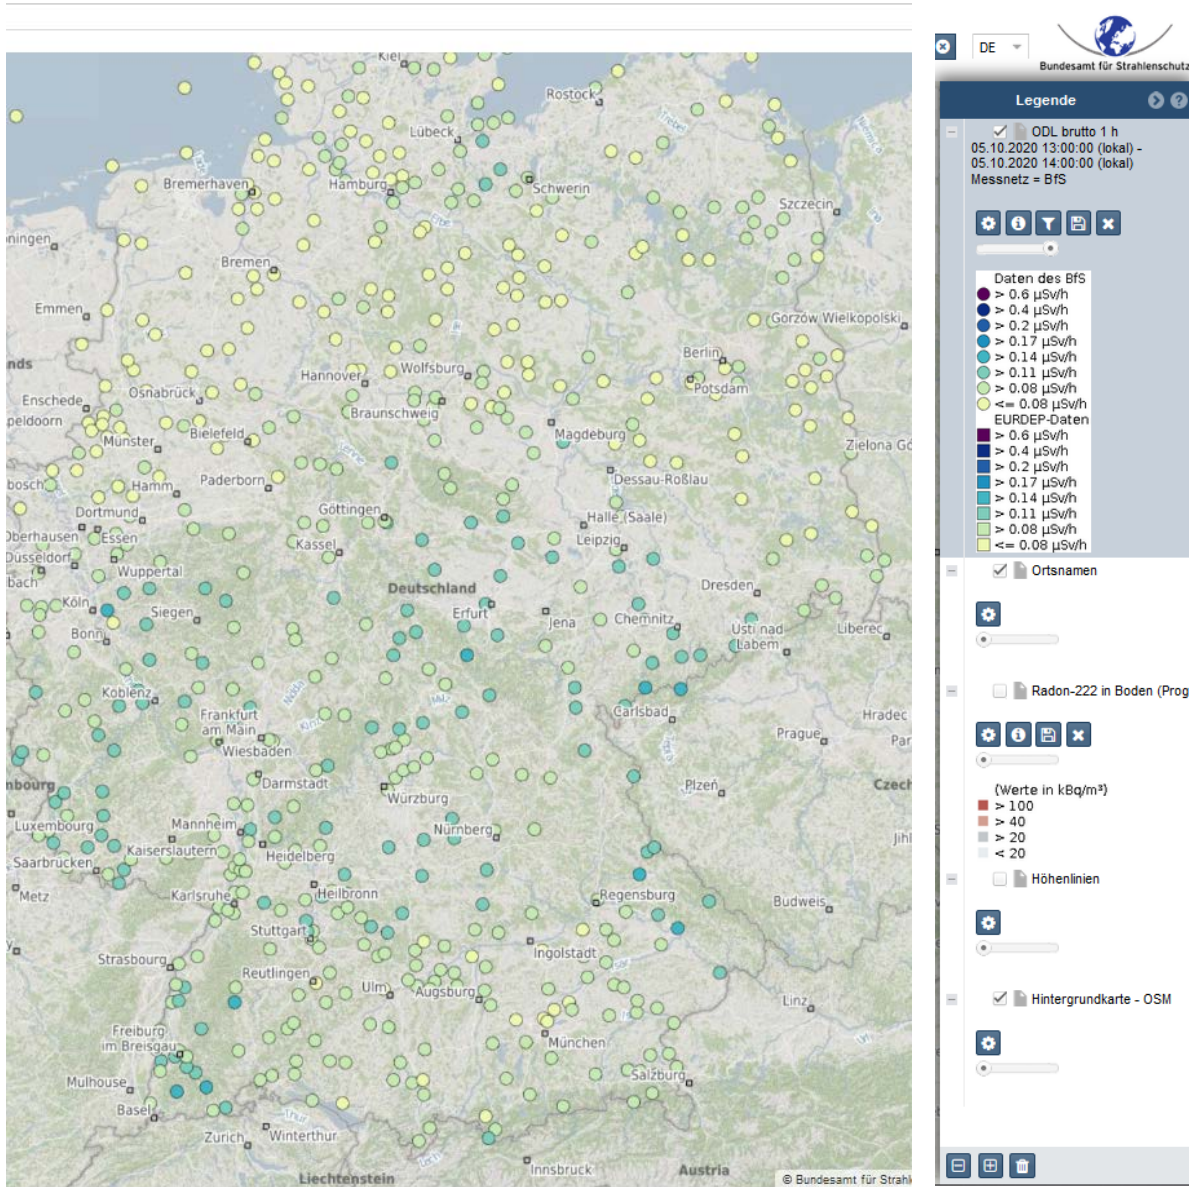 Kiel
Rostock
Lübeck
Bremerhaven
Hamburg
Schwerin
Szczecin
Bremen
Emmen
Gorzów Wielkopolski
Berlin
Potsdam
Hannover
Wolfsburg
Osnabrück
Enschede
Braunschweig
Münster
Bielefeld
Magdeburg
Zielona Gó
Hamm
Paderborn
Dessau-Roßlau
Dortmund
Göttingen
Halle (Saale)
Essen
Kassel
Leipzig
Düsseldorf
Wuppertal
Deutschland
Dresden
Köln
Siegen
Erfurt
Jena
Chemnitz
Ústí nad
Labem
Liberec
Bonn
Koblenz
Frankfurt
am Main
Carlsbad
Hradec
Wiesbaden
Prague
Par
Darmstadt
Plzeň
Czech
nbourg
Würzburg
Luxembourg
Mannheim
Nürnberg
Jihl
Saarbrücken
Kaiserslautern
Heidelberg
Metz
Karlsruhe
Heilbronn
Regensburg
Budweis
Stuttgart
Strasbourg
Ingolstadt
Reutlingen
Ulm
Augsburg
Linz
Freiburg
im Breisgau
München
Mulhouse
Salzburg
Basel
Zurich
Winterthur
Innsbruck
Liechtenstein
Austria
© Bundesamt für Strahl
DE
Bundesamt für Strahlenschutz
Legende
ODL brutto 1 h
05.10.2020 13:00:00 (lokal) -
05.10.2020 14:00:00 (lokal)
Messnetz = BfS
Daten des BfS
> 0.6 µSv/h
> 0.4 µSv/h
> 0.2 µSv/h
> 0.17 µSv/h
> 0.14 µSv/h
> 0.11 µSv/h
> 0.08 µSv/h
<= 0.08 µSv/h
EURDEP-Daten
> 0.6 µSv/h
> 0.4 µSv/h
> 0.2 µSv/h
> 0.17 µSv/h
> 0.14 µSv/h
> 0.11 µSv/h
> 0.08 µSv/h
<= 0.08 µSv/h
Ortsnamen
Radon-222 in Boden (Prog
(Werte in kBq/m³)
> 100
> 40
> 20
< 20
Höhenlinien
Hintergrundkarte - OSM